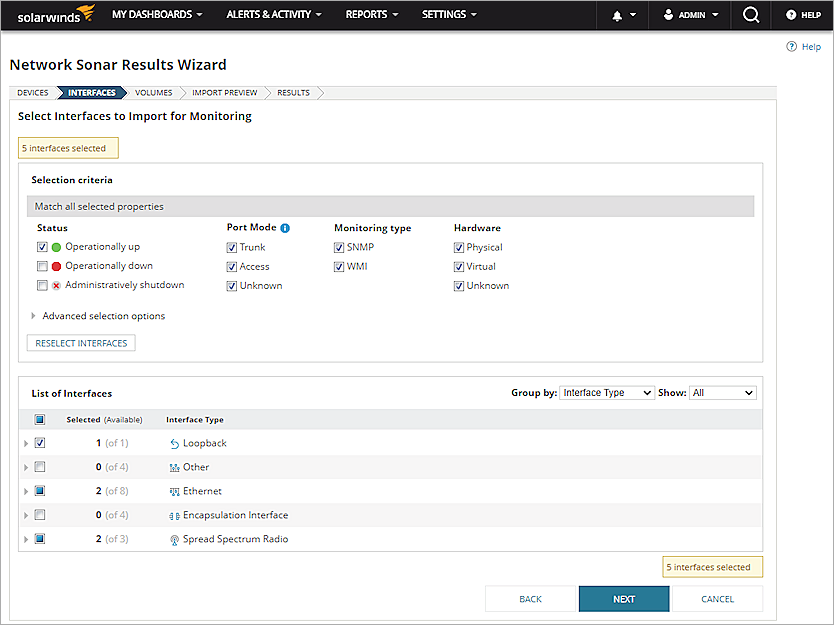 solarwinds MY DASHBOARDS ALERTS & ACTIVITY REPORTS SETTINGS ADMIN ? HELP
? Help
Network Sonar Results Wizard
DEVICES INTERFACES VOLUMES IMPORT PREVIEW RESULTS
Select Interfaces to Import for Monitoring
5 interfaces selected
Selection criteria
Match all selected properties
Status Port Mode i Monitoring type Hardware
Operationally up Trunk SNMP Physical
Operationally down Access WMI Virtual
Administratively shutdown Unknown Unknown
Advanced selection options
RESELECT INTERFACES
List of Interfaces Group by: Interface Type Show: All
Selected (Available) Interface Type
1 (of 1) Loopback
0 (of 4) Other
2 (of 8) Ethernet
0 (of 4) Encapsulation Interface
2 (of 3) Spread Spectrum Radio
5 interfaces selected
BACK NEXT CANCEL